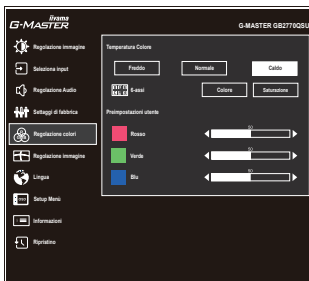 iiyama
G-MASTER
G-MASTER GB2770QSU
Regolazione immagine
Seleziona input
Regolazione Audio
Settaggi di fabbrica
Regolazione colori
Regolazione immagine
Lingua
Setup Menù
Informazioni
Ripristino
Temperatura Colore
Freddo Normale Caldo
6-assi Colore Saturazione
Preimpostazioni utente
Rosso 50
Verde 50
Blu 50